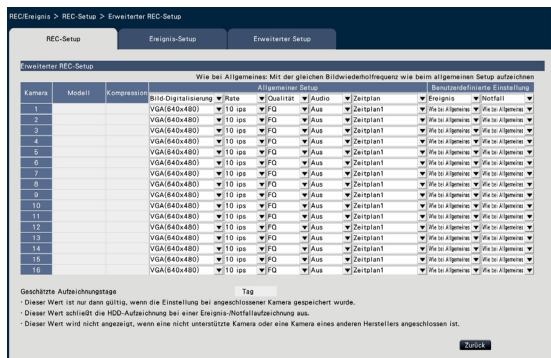 REC/Ereignis > REC-Setup > Erweiterter REC-Setup
REC-Setup Ereignis-Setup Erweiterter Setup
Erweiterter REC-Setup
Wie bei Allgemeines: Mit der gleichen Bildwiederholfrequenz wie beim allgemeinen Setup aufzeichnen
Kamera Modell Kompression Allgemeiner Setup Benutzerdefinierte Einstellung
Bild-Digitalisierung Rate Qualität Audio Zeitplan Ereignis Notfall
1 VGA(640x480) 10 ips FQ Aus Zeitplan1 Wie bei Allgemeines Wie bei Allgemeines
2 VGA(640x480) 10 ips FQ Aus Zeitplan1 Wie bei Allgemeines Wie bei Allgemeines
3 VGA(640x480) 10 ips FQ Aus Zeitplan1 Wie bei Allgemeines Wie bei Allgemeines
4 VGA(640x480) 10 ips FQ Aus Zeitplan1 Wie bei Allgemeines Wie bei Allgemeines
5 VGA(640x480) 10 ips FQ Aus Zeitplan1 Wie bei Allgemeines Wie bei Allgemeines
6 VGA(640x480) 10 ips FQ Aus Zeitplan1 Wie bei Allgemeines Wie bei Allgemeines
7 VGA(640x480) 10 ips FQ Aus Zeitplan1 Wie bei Allgemeines Wie bei Allgemeines
8 VGA(640x480) 10 ips FQ Aus Zeitplan1 Wie bei Allgemeines Wie bei Allgemeines
9 VGA(640x480) 10 ips FQ Aus Zeitplan1 Wie bei Allgemeines Wie bei Allgemeines
10 VGA(640x480) 10 ips FQ Aus Zeitplan1 Wie bei Allgemeines Wie bei Allgemeines
11 VGA(640x480) 10 ips FQ Aus Zeitplan1 Wie bei Allgemeines Wie bei Allgemeines
12 VGA(640x480) 10 ips FQ Aus Zeitplan1 Wie bei Allgemeines Wie bei Allgemeines
13 VGA(640x480) 10 ips FQ Aus Zeitplan1 Wie bei Allgemeines Wie bei Allgemeines
14 VGA(640x480) 10 ips FQ Aus Zeitplan1 Wie bei Allgemeines Wie bei Allgemeines
15 VGA(640x480) 10 ips FQ Aus Zeitplan1 Wie bei Allgemeines Wie bei Allgemeines
16 VGA(640x480) 10 ips FQ Aus Zeitplan1 Wie bei Allgemeines Wie bei Allgemeines
Geschätzte Aufzeichnungstage Tag
· Dieser Wert ist nur dann gültig, wenn die Einstellung bei angeschlossener Kamera gespeichert wurde.
· Dieser Wert schließt die HDD-Aufzeichnung bei einer Ereignis-/Notfallaufzeichnung aus.
· Dieser Wert wird nicht angezeigt, wenn eine nicht unterstützte Kamera oder eine Kamera eines anderen Herstellers angeschlossen ist.
Zurück